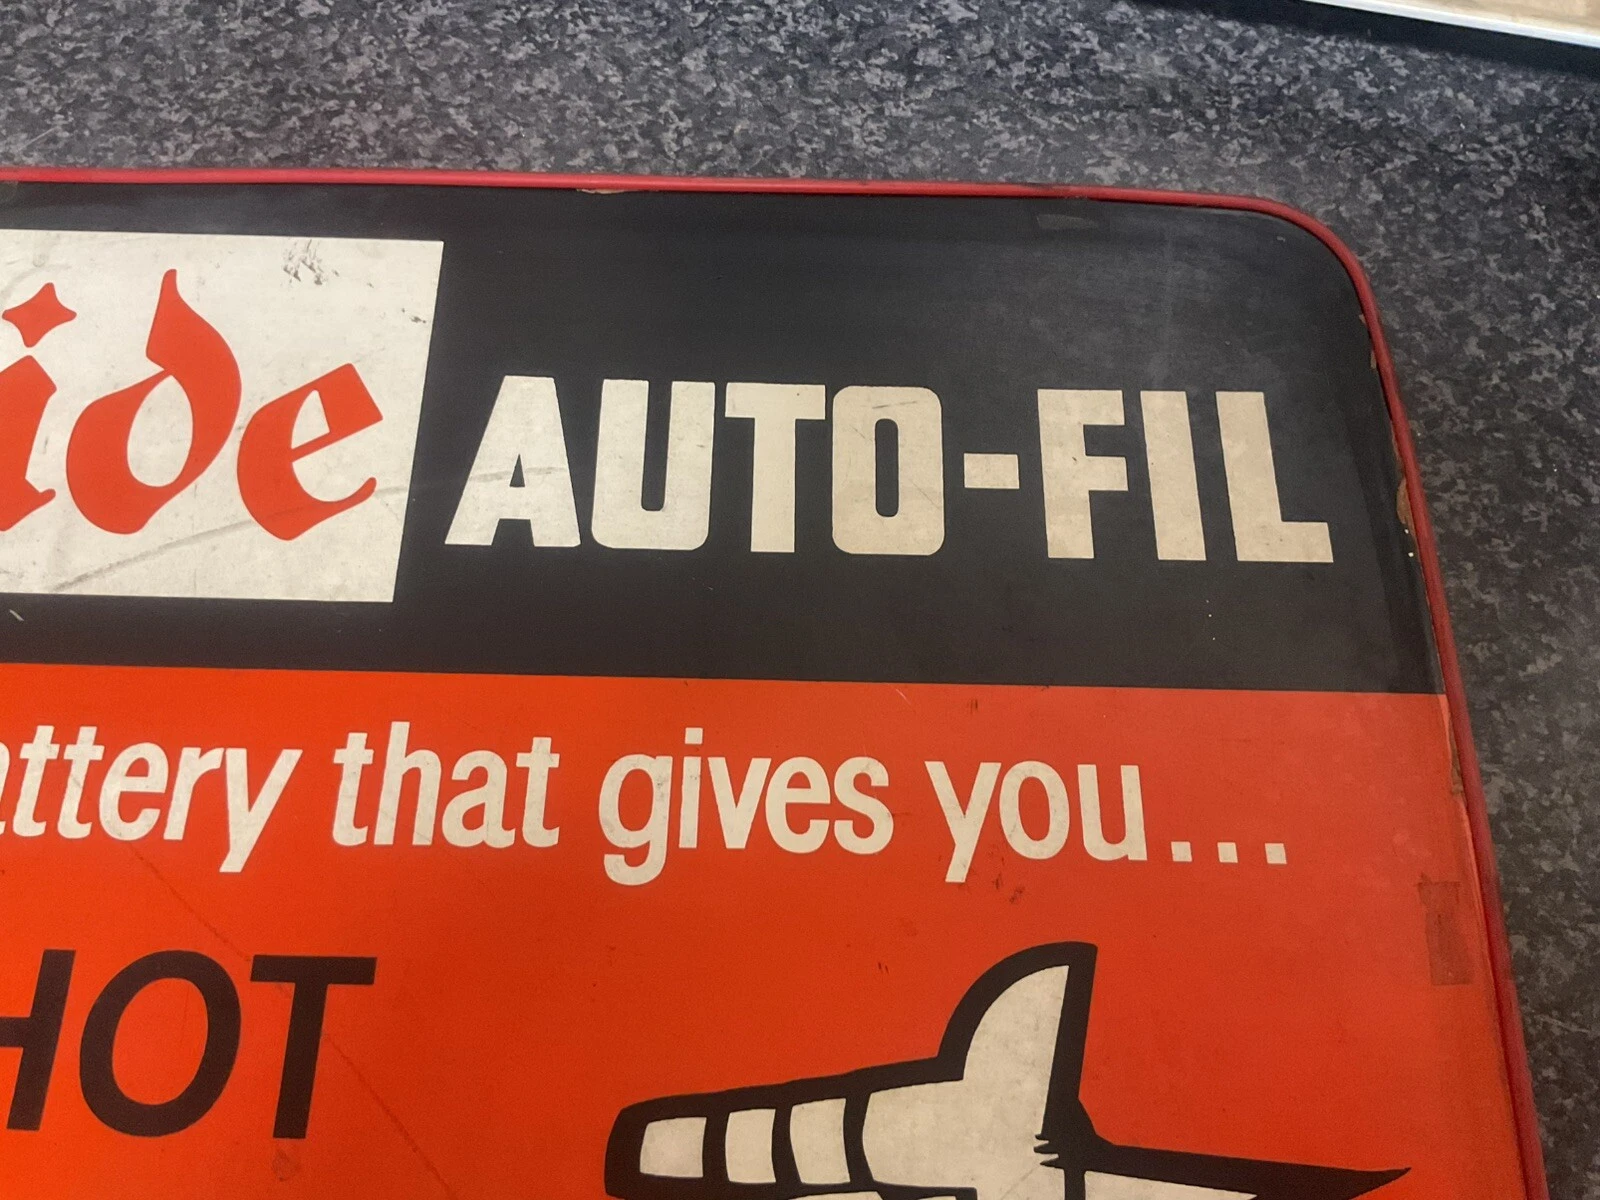 ide AUTO-FIL
attery that gives you...
HOT